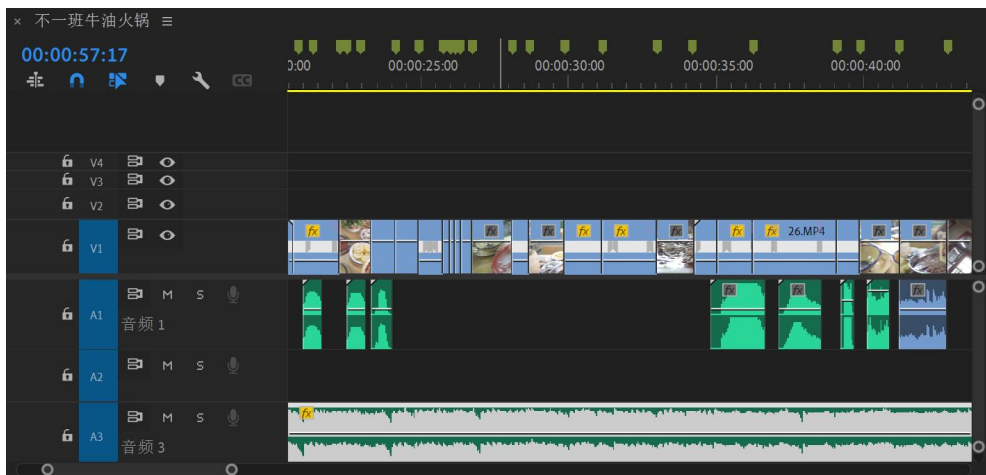 × 不一班牛油火锅 ≡
00:00:57:17
0:00 00:00:25:00 00:00:30:00 00:00:35:00 00:00:40:00
CC
V4
V3
V2
V1
fx fx fx fx fx fx fx fx 26.MP4 fx fx
A1 M S
音频 1
fx fx fx
A2 M S
A3 M S
音频 3
fx